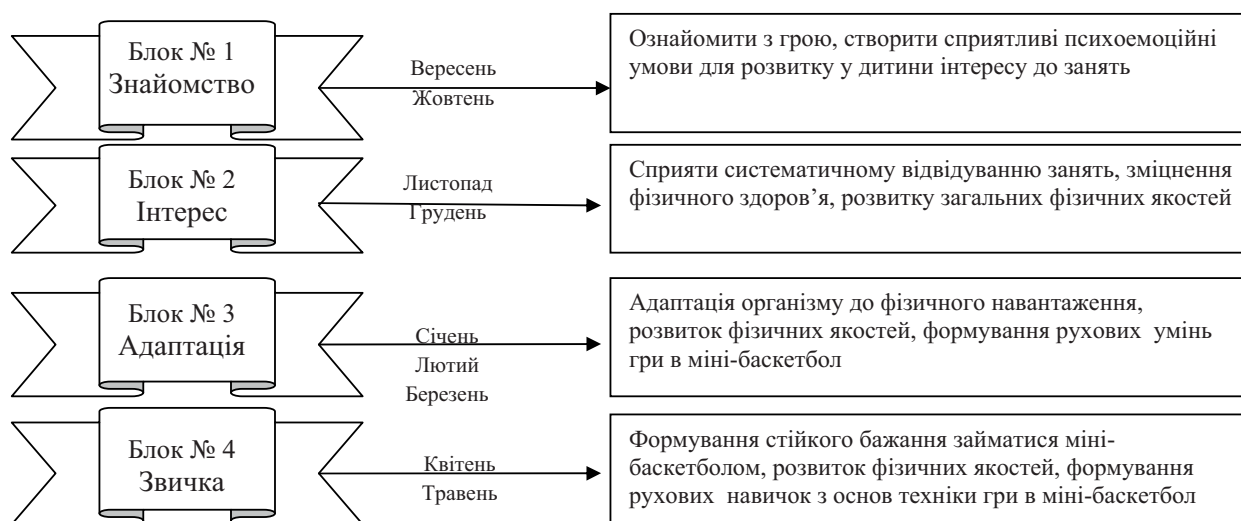 Блок № 1
Знайомство
Вересень
Жовтень
Ознайомити з грою, створити сприятливі психоемоційні
умови для розвитку у дитини інтересу до занять
Блок № 2
Інтерес
Листопад
Грудень
Сприяти систематичному відвідуванню занять, зміцнення
фізичного здоров’я, розвитку загальних фізичних якостей
Блок № 3
Адаптація
Січень
Лютий
Березень
Адаптація організму до фізичного навантаження,
розвиток фізичних якостей, формування рухових умінь
гри в міні-баскетбол
Блок № 4
Звичка
Квітень
Травень
Формування стійкого бажання займатися міні-
баскетболом, розвиток фізичних якостей, формування
рухових навичок з основ техніки гри в міні-баскетбол